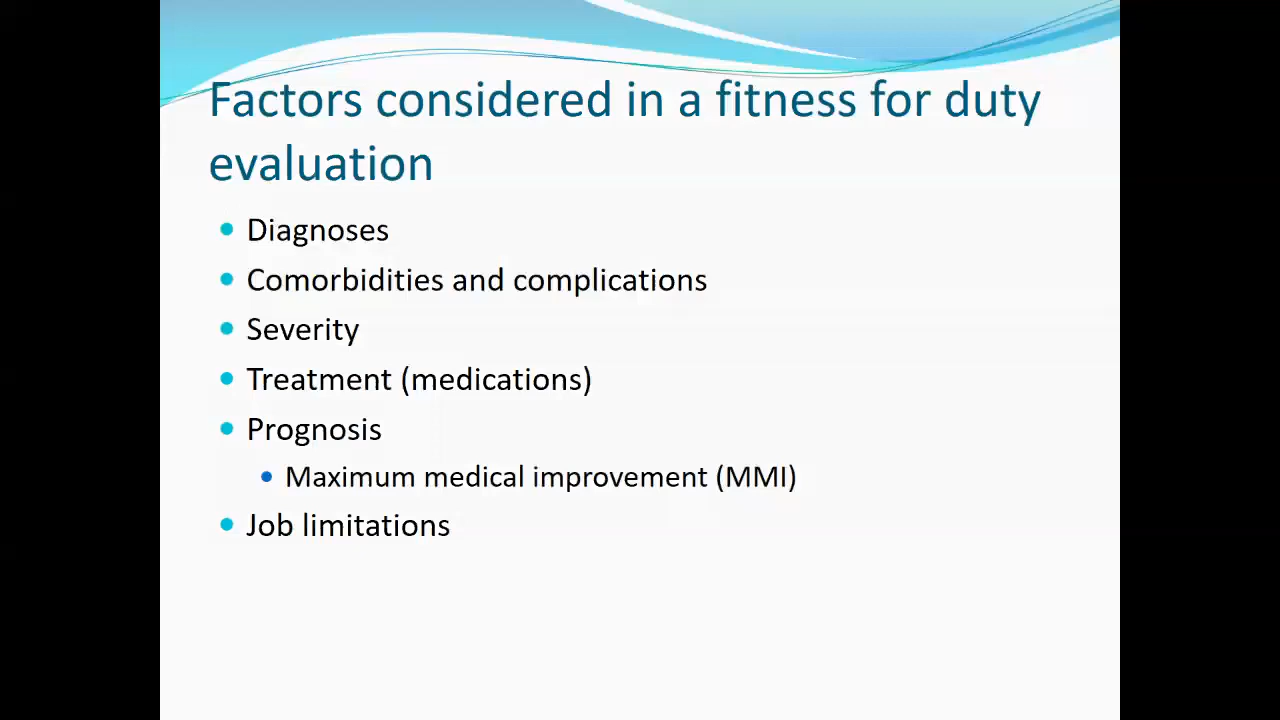 Factors considered in a fitness for duty
evaluation
Diagnoses
Comorbidities and complications
Severity
Treatment (medications)
Prognosis
Maximum medical improvement (MMI)
Job limitations